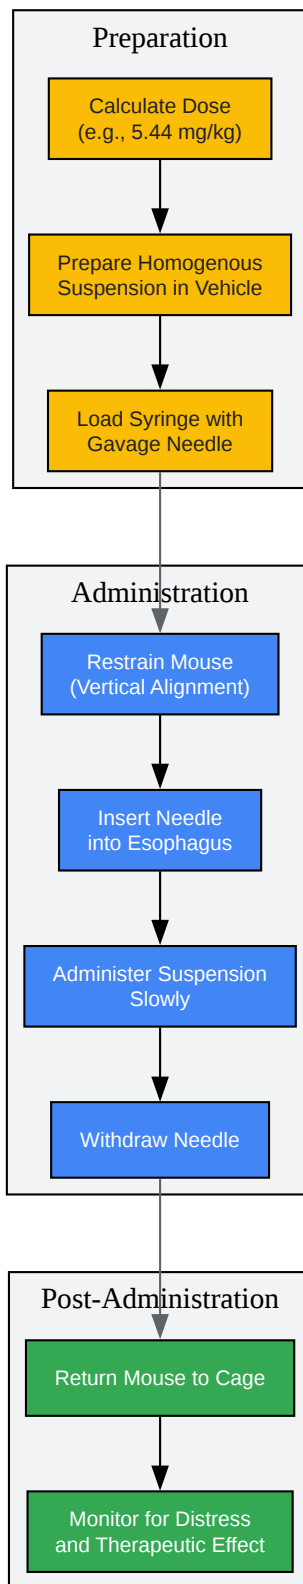 Preparation
Calculate Dose
(e.g., 5.44 mg/kg)
Prepare Homogenous
Suspension in Vehicle
Load Syringe with
Gavage Needle
Administration
Restrain Mouse
(Vertical Alignment)
Insert Needle
into Esophagus
Administer Suspension
Slowly
Withdraw Needle
Post-Administration
Return Mouse to Cage
Monitor for Distress
and Therapeutic Effect